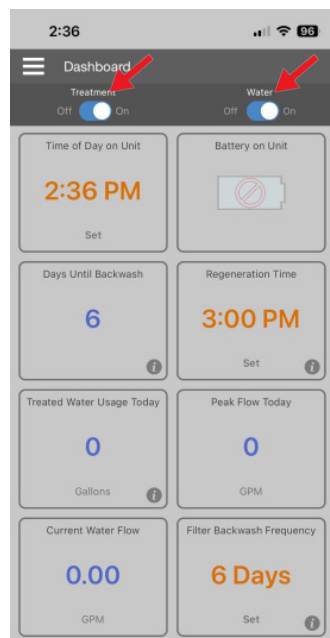 2:36
96
Dashboard
Treatment
Water
Off On
Off On
Time of Day on Unit
Battery on Unit
2:36 PM
Set
Days Until Backwash
Regeneration Time
6
3:00 PM
Set
i
i
Treated Water Usage Today
Peak Flow Today
0
0
Gallons
GPM
i
Current Water Flow
Filter Backwash Frequency
0.00
6 Days
GPM
Set
i